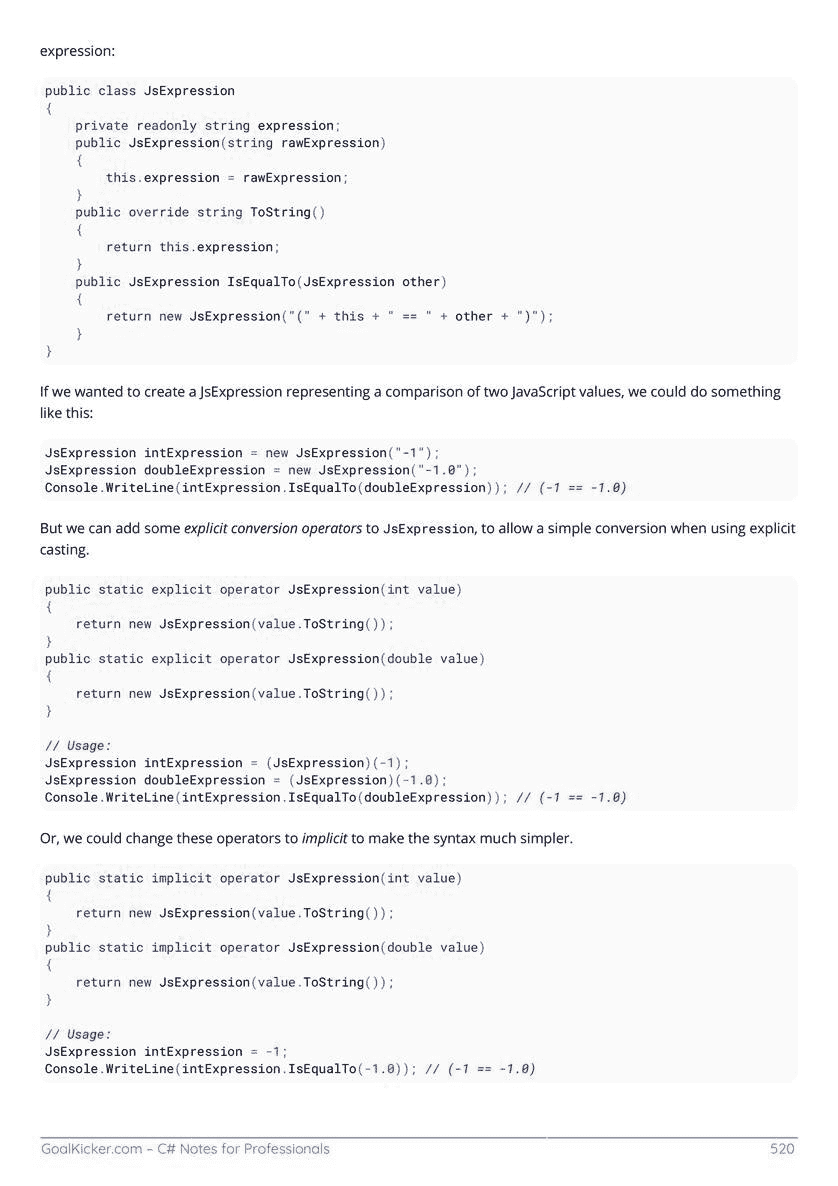 expression:
public class JsExpression
{
    private readonly string expression;
    public JsExpression(string rawExpression)
    {
        this.expression = rawExpression;
    }
    public override string ToString()
    {
        return this.expression;
    }
    public JsExpression IsEqualTo(JsExpression other)
    {
        return new JsExpression("(" + this + " == " + other + ")");
    }
}
If we wanted to create a JsExpression representing a comparison of two JavaScript values, we could do something
like this:
JsExpression intExpression = new JsExpression("-1");
JsExpression doubleExpression = new JsExpression("-1.0");
Console.WriteLine(intExpression.IsEqualTo(doubleExpression)); // (-1 == -1.0)
But we can add some explicit conversion operators to JsExpression, to allow a simple conversion when using explicit
casting.
public static explicit operator JsExpression(int value)
{
    return new JsExpression(value.ToString());
}
public static explicit operator JsExpression(double value)
{
    return new JsExpression(value.ToString());
}
// Usage:
JsExpression intExpression = (JsExpression)(-1);
JsExpression doubleExpression = (JsExpression)(-1.0);
Console.WriteLine(intExpression.IsEqualTo(doubleExpression)); // (-1 == -1.0)
Or, we could change these operators to implicit to make the syntax much simpler.
public static implicit operator JsExpression(int value)
{
    return new JsExpression(value.ToString());
}
public static implicit operator JsExpression(double value)
{
    return new JsExpression(value.ToString());
}
// Usage:
JsExpression intExpression = -1;
Console.WriteLine(intExpression.IsEqualTo(-1.0)); // (-1 == -1.0)
GoalKicker.com – C# Notes for Professionals 520